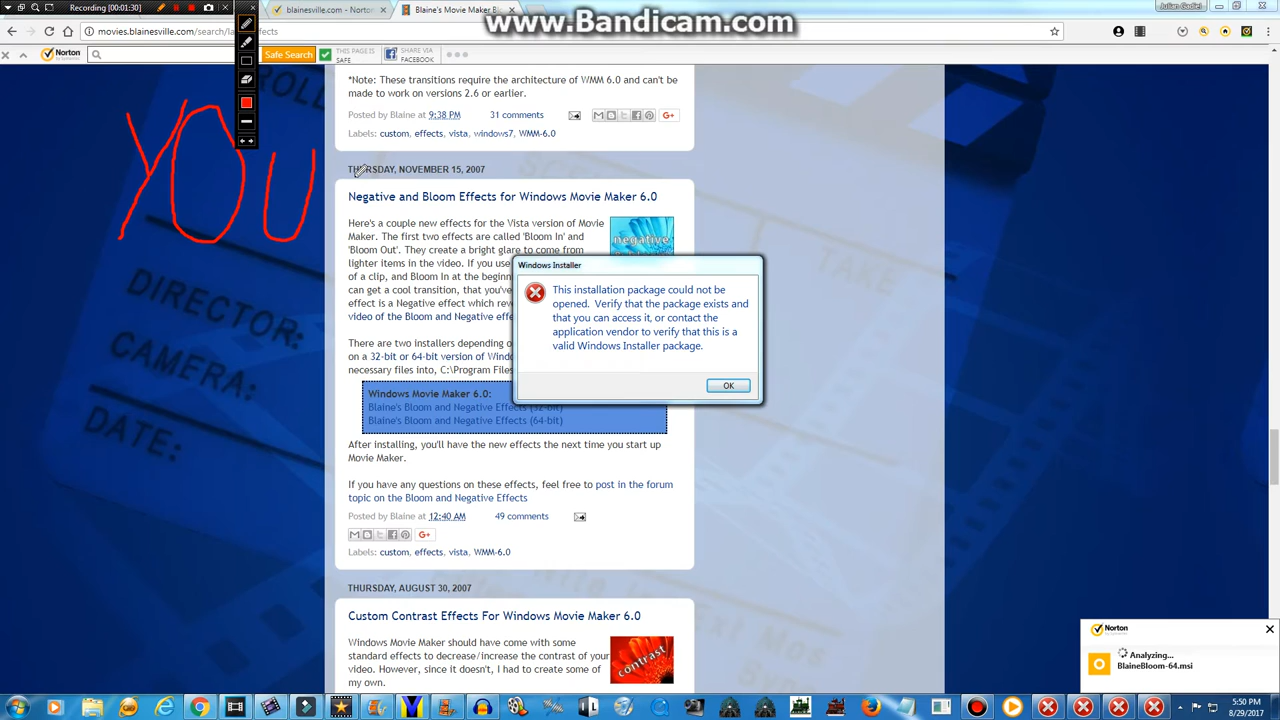 Recording [00:01:30]
blainesville.com - Norton
Blaine's Movie Maker Bl
www.Bandicam.com
movies.blainesville.com/search/la
effects
Norton
by Symantec
Safe Search
THIS PAGE IS
SAFE
SHARE VIA
FACEBOOK
YOU
*Note: These transitions require the architecture of WMM 6.0 and can't be
made to work on versions 2.6 or earlier.
Posted by Blaine at 9:38 PM 31 comments
Labels: custom, effects, vista, windows7, WMM-6.0
THURSDAY, NOVEMBER 15, 2007
Negative and Bloom Effects for Windows Movie Maker 6.0
Here's a couple new effects for the Vista version of Movie
Maker. The first two effects are called 'Bloom In' and
'Bloom Out'. They create a bright glare to come from
lighter items in the video. If you use
of a clip, and Bloom In at the beginn
can get a cool transition, that you've
effect is a Negative effect which reve
video of the Bloom and Negative effe
negative
There are two installers depending o
on a 32-bit or 64-bit version of Windo
necessary files into, C:\Program Files
Windows Movie Maker 6.0:
Blaine's Bloom and Negative Effects (32-bit)
Blaine's Bloom and Negative Effects (64-bit)
After installing, you'll have the new effects the next time you start up
Movie Maker.
If you have any questions on these effects, feel free to post in the forum
topic on the Bloom and Negative Effects
Posted by Blaine at 12:40 AM 49 comments
Labels: custom, effects, vista, WMM-6.0
THURSDAY, AUGUST 30, 2007
Custom Contrast Effects For Windows Movie Maker 6.0
Windows Movie Maker should have come with some
standard effects to decrease/increase the contrast of your
video. However, since it doesn't, I had to create some of
my own.
contrast
Windows Installer
This installation package could not be
opened. Verify that the package exists and
that you can access it, or contact the
application vendor to verify that this is a
valid Windows Installer package.
OK
DIRECTOR:
CAMERA:
DATE:
TAKE
Norton
by Symantec
Analyzing...
BlaineBloom-64.msi
5:50 PM
8/29/2017